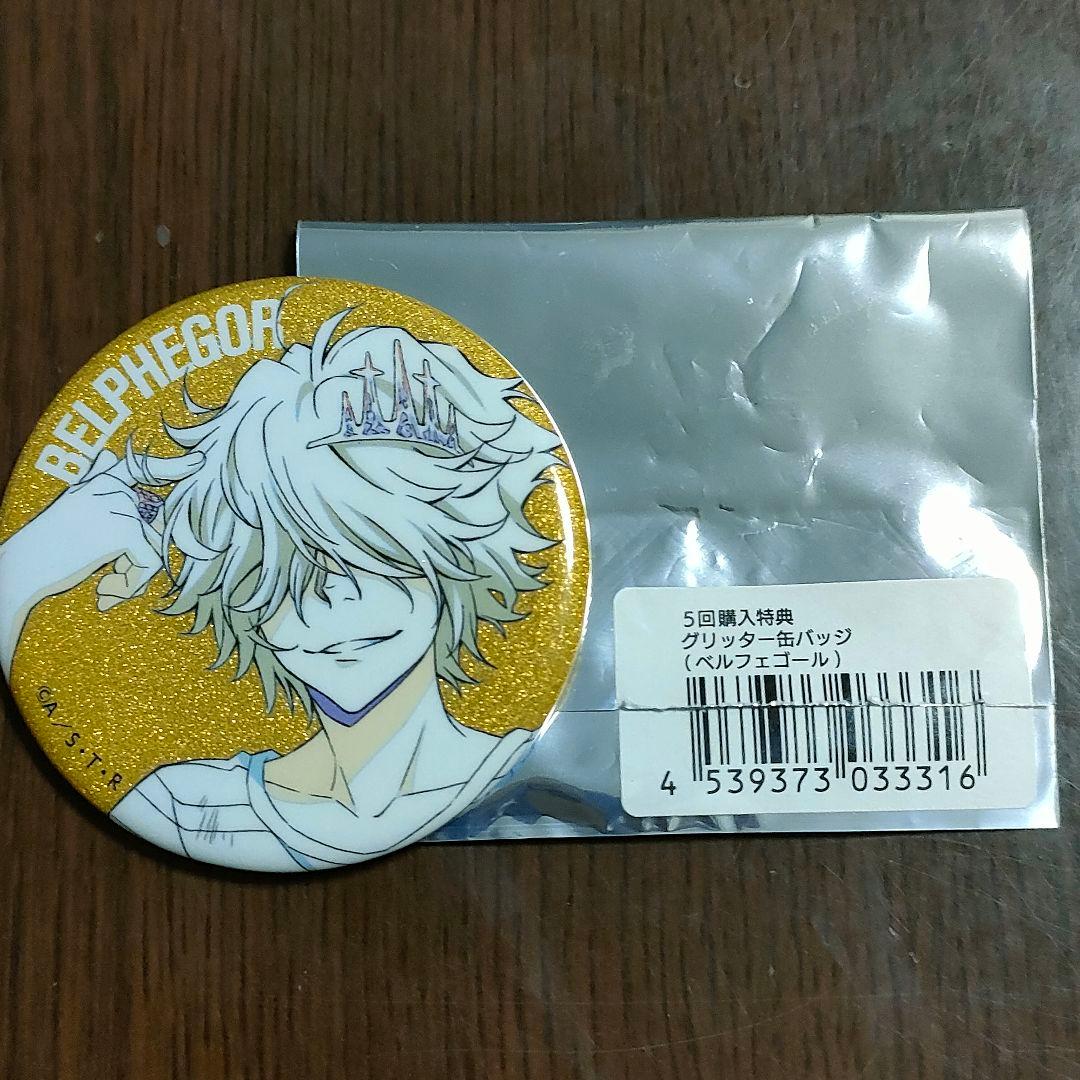 BELPHEGOR
©A/S・T・R
5回購入特典
グリッター缶バッジ
(ベルフェゴール)
4 539373 033316